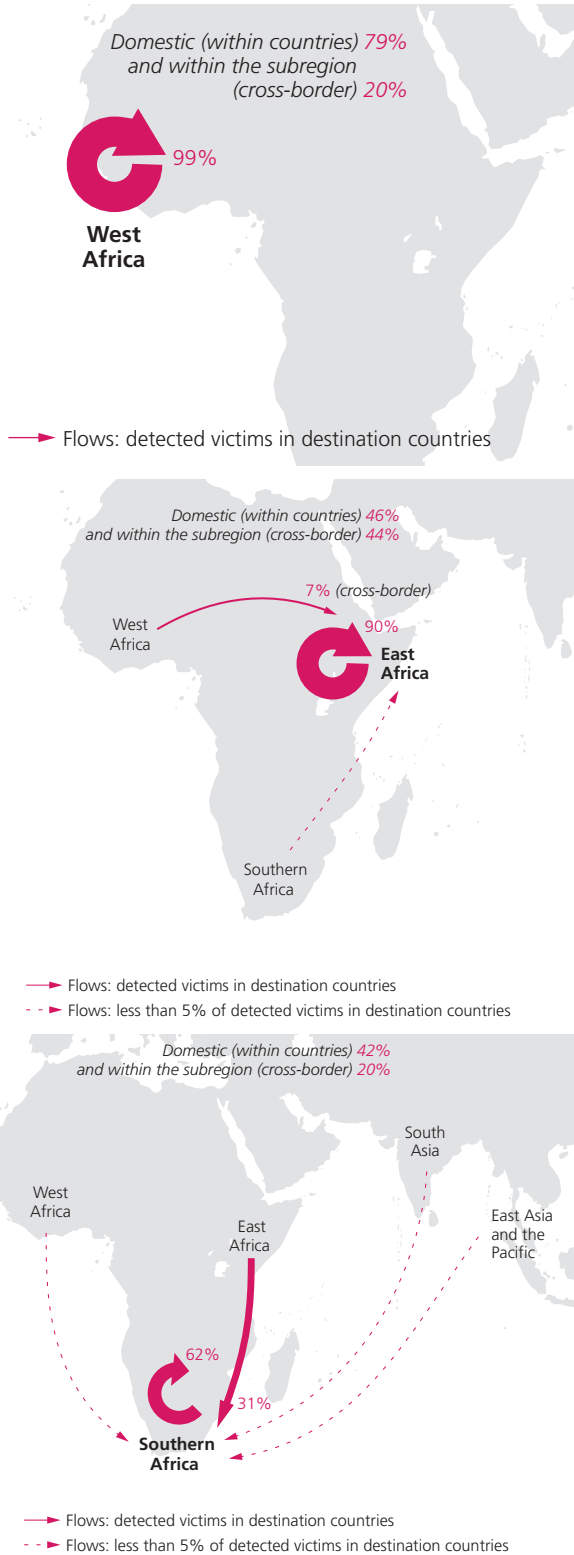 Domestic (within countries) 79%
and within the subregion
(cross-border) 20%
99%
West
Africa
Flows: detected victims in destination countries
Domestic (within countries) 46%
and within the subregion (cross-border) 44%
7% (cross-border)
West
Africa
90%
East
Africa
Southern
Africa
Flows: detected victims in destination countries
Flows: less than 5% of detected victims in destination countries
Domestic (within countries) 42%
and within the subregion (cross-border) 20%
South
Asia
West
Africa
East
Africa
East Asia
and the
Pacific
62%
31%
Southern
Africa
Flows: detected victims in destination countries
Flows: less than 5% of detected victims in destination countries